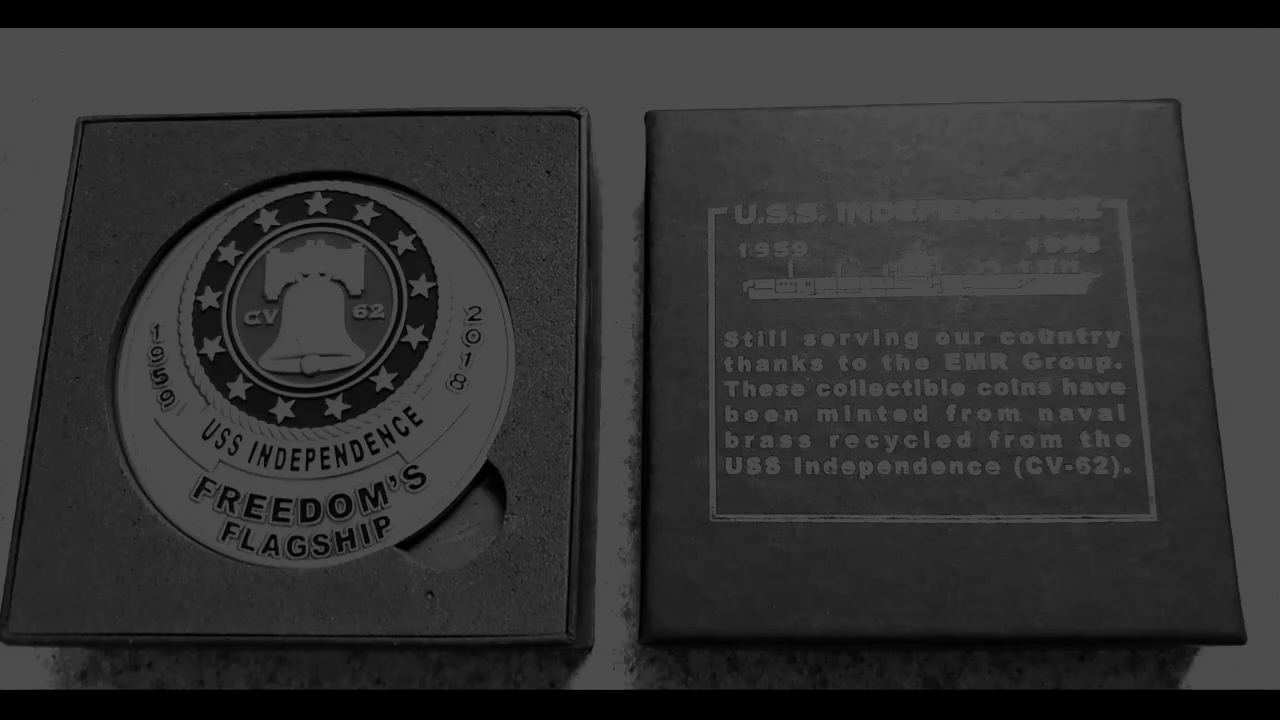 CV 62
1959
2018
USS INDEPENDENCE
FREEDOM'S
FLAGSHIP
U.S.S. INDEPENDENCE
1959 1998
Still serving our country
thanks to the EMR Group.
These collectible coins have
been minted from naval
brass recycled from the
USS Independence (CV-62).